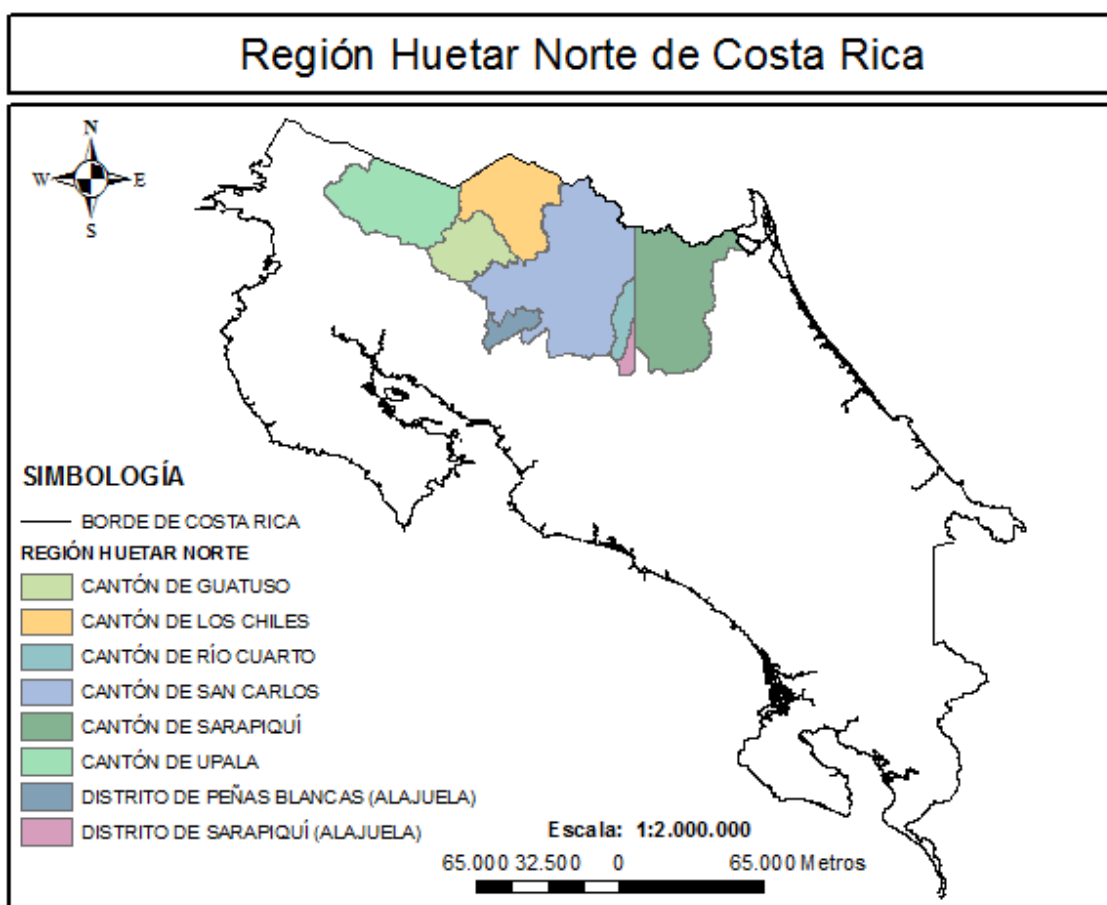 Región Huetar Norte de Costa Rica
N
W E
S
SIMBOLOGÍA
BORDE DE COSTA RICA
REGIÓN HUETAR NORTE
CANTÓN DE GUATUSO
CANTÓN DE LOS CHILES
CANTÓN DE RÍO CUARTO
CANTÓN DE SAN CARLOS
CANTÓN DE SARAPIQUÍ
CANTÓN DE UPALA
DISTRITO DE PEÑAS BLANCAS (ALAJUELA)
DISTRITO DE SARAPIQUÍ (ALAJUELA)
Escala: 1:2.000.000
65.000 32.500 0 65.000 Metros